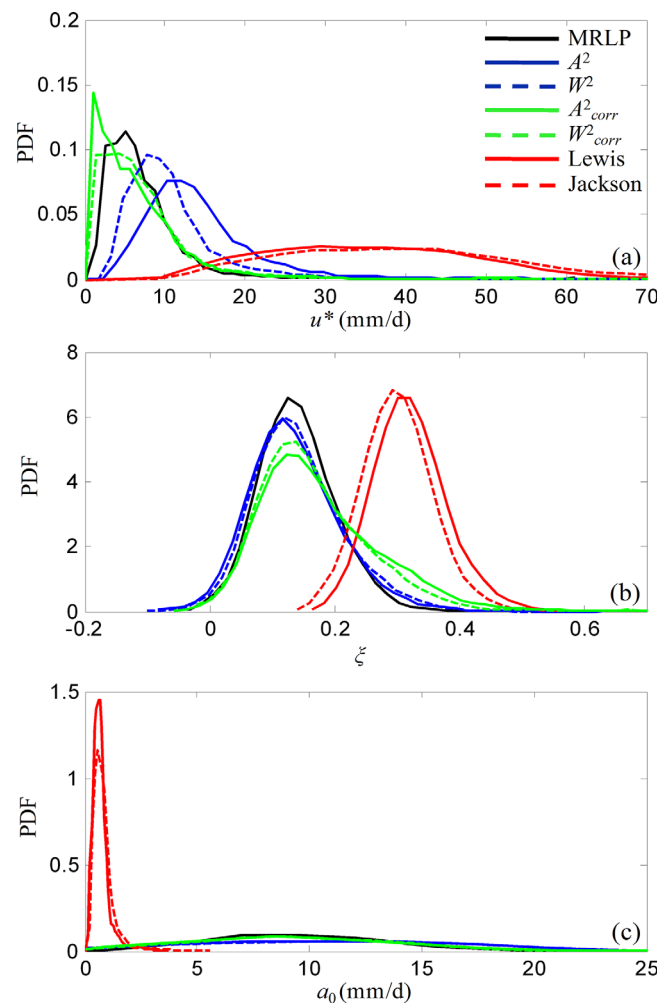 0.2
0.15
0.1
0.05
0
PDF
MRLP
A²
W²
A²corr
W²corr
Lewis
Jackson
(a)
0 10 20 30 40 50 60 70
u* (mm/d)
8
6
4
2
0
PDF
(b)
-0.2 0 0.2 0.4 0.6
ξ
1.5
1
0.5
0
PDF
(c)
0 5 10 15 20 25
a₀ (mm/d)